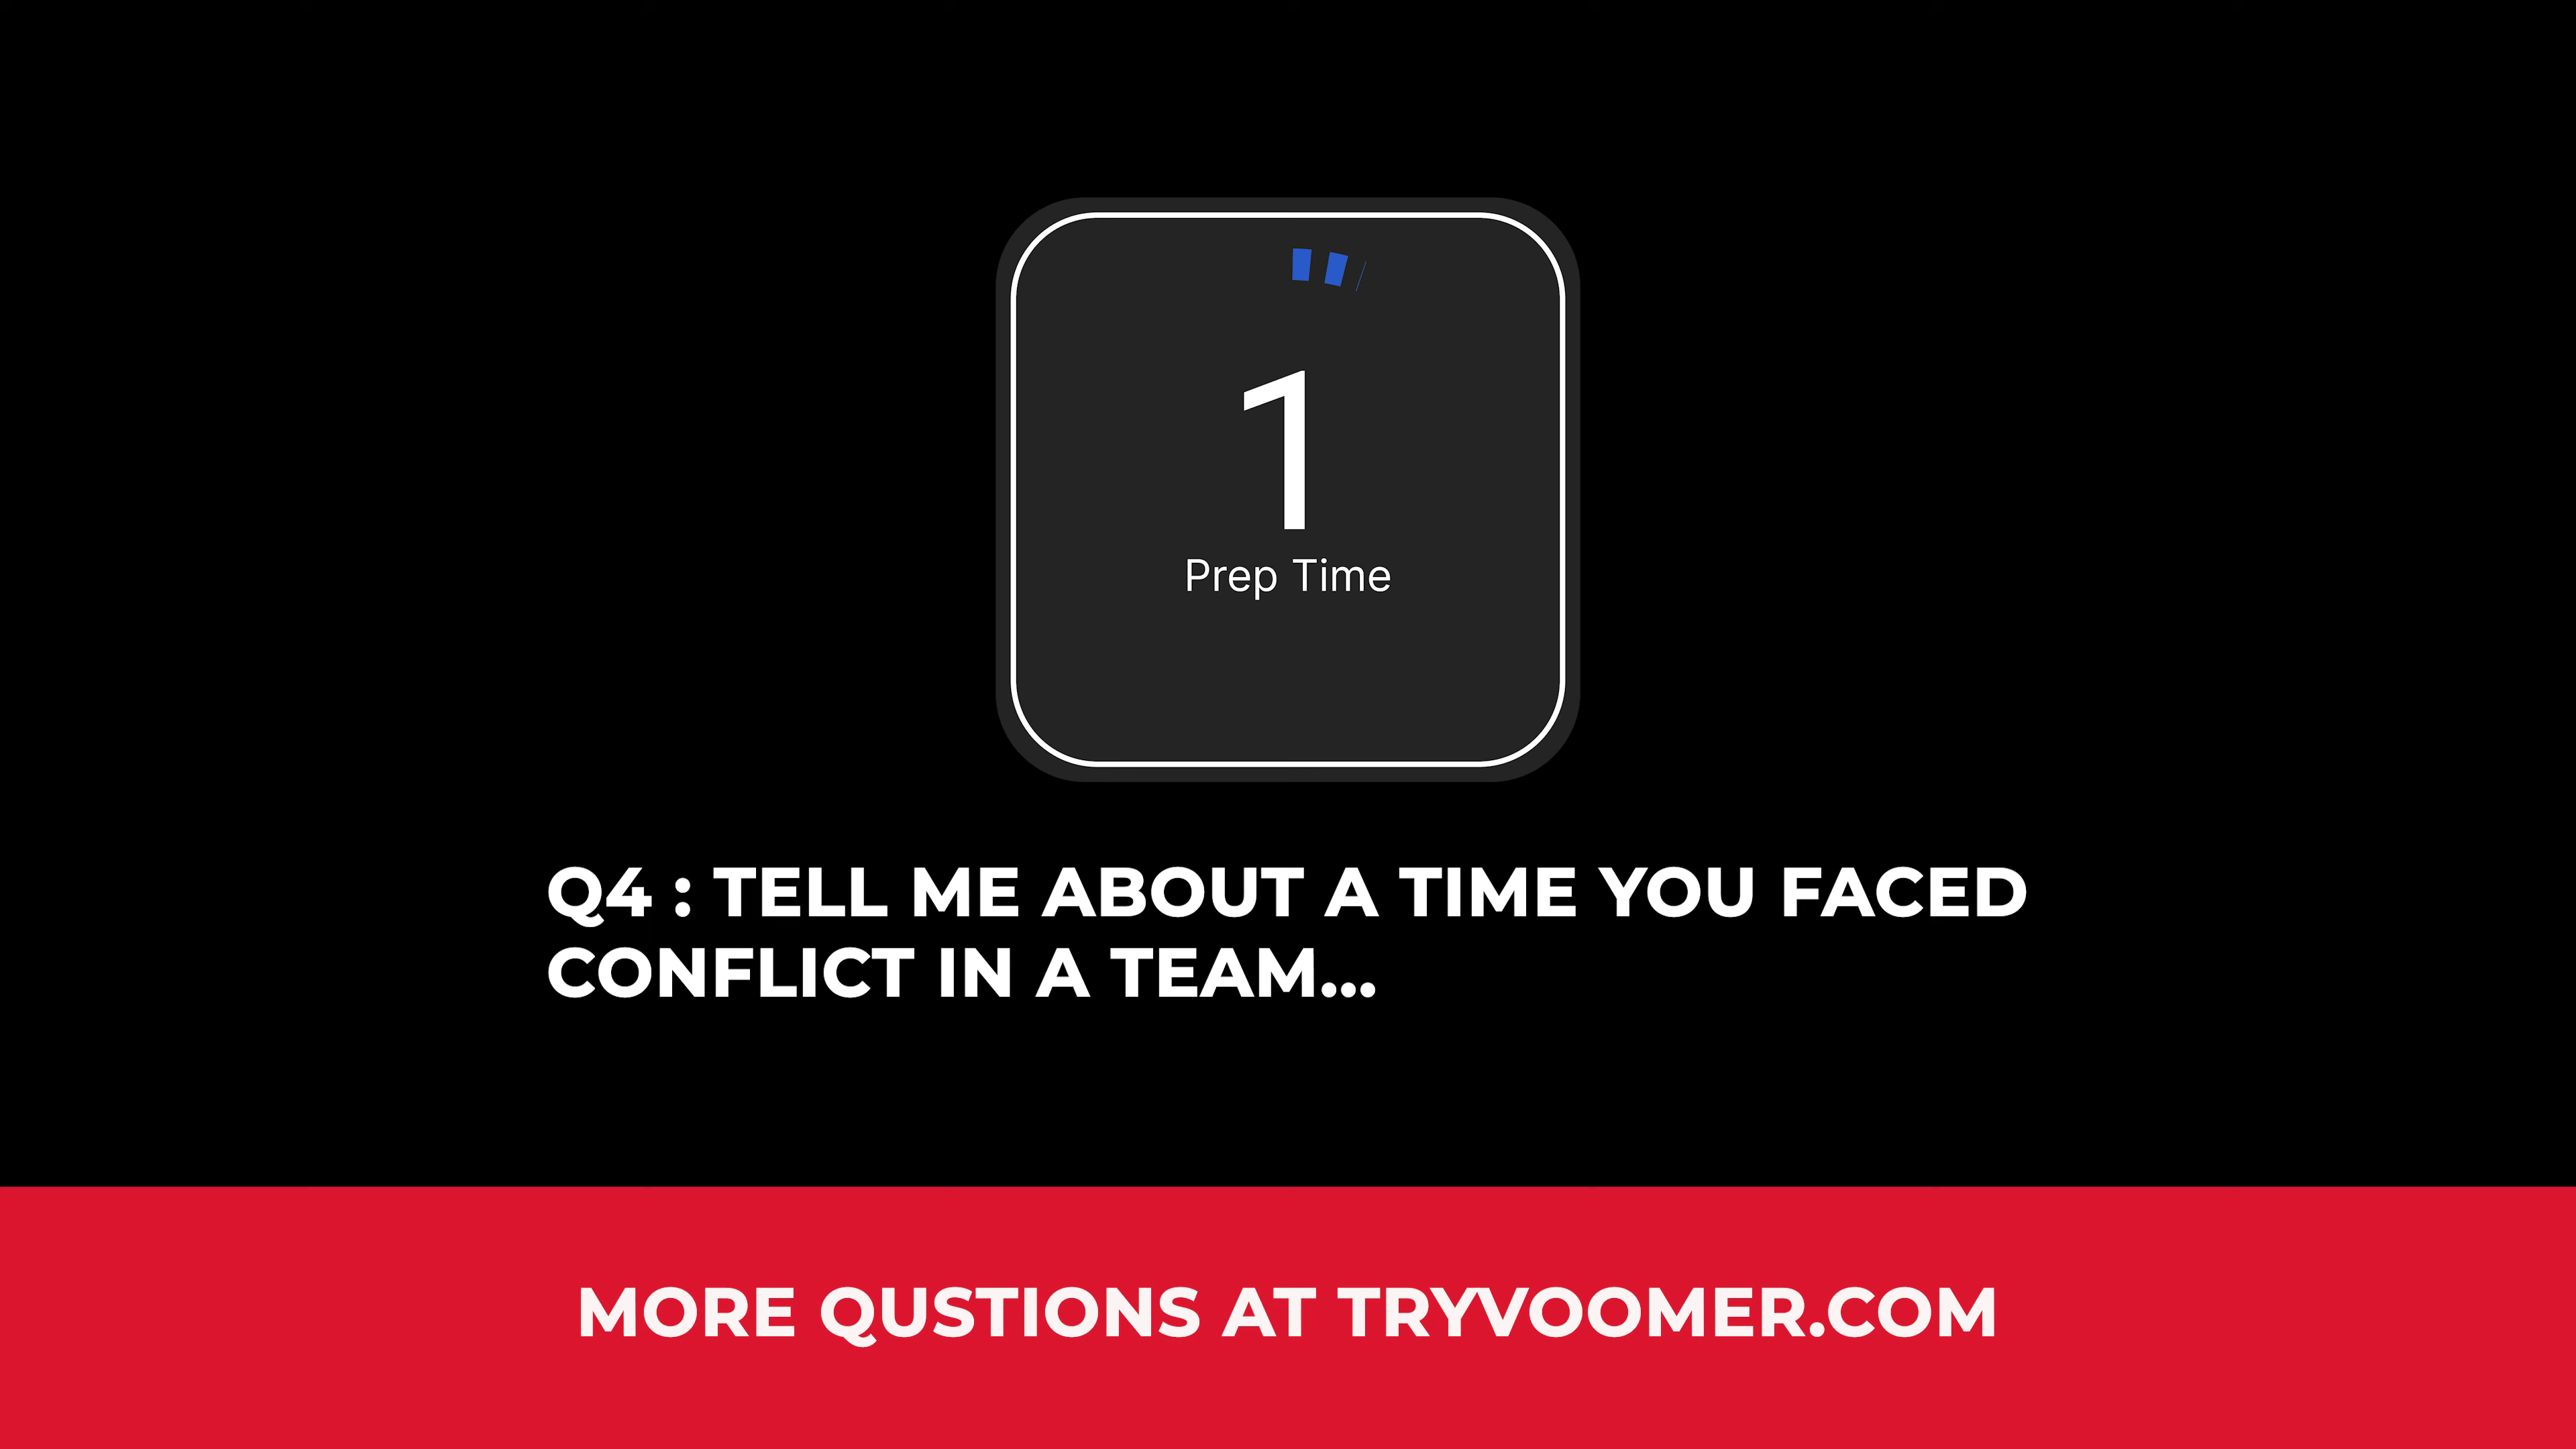 1
Prep Time
Q4 : TELL ME ABOUT A TIME YOU FACED
CONFLICT IN A TEAM...
MORE QUSTIONS AT TRYVOOMER.COM